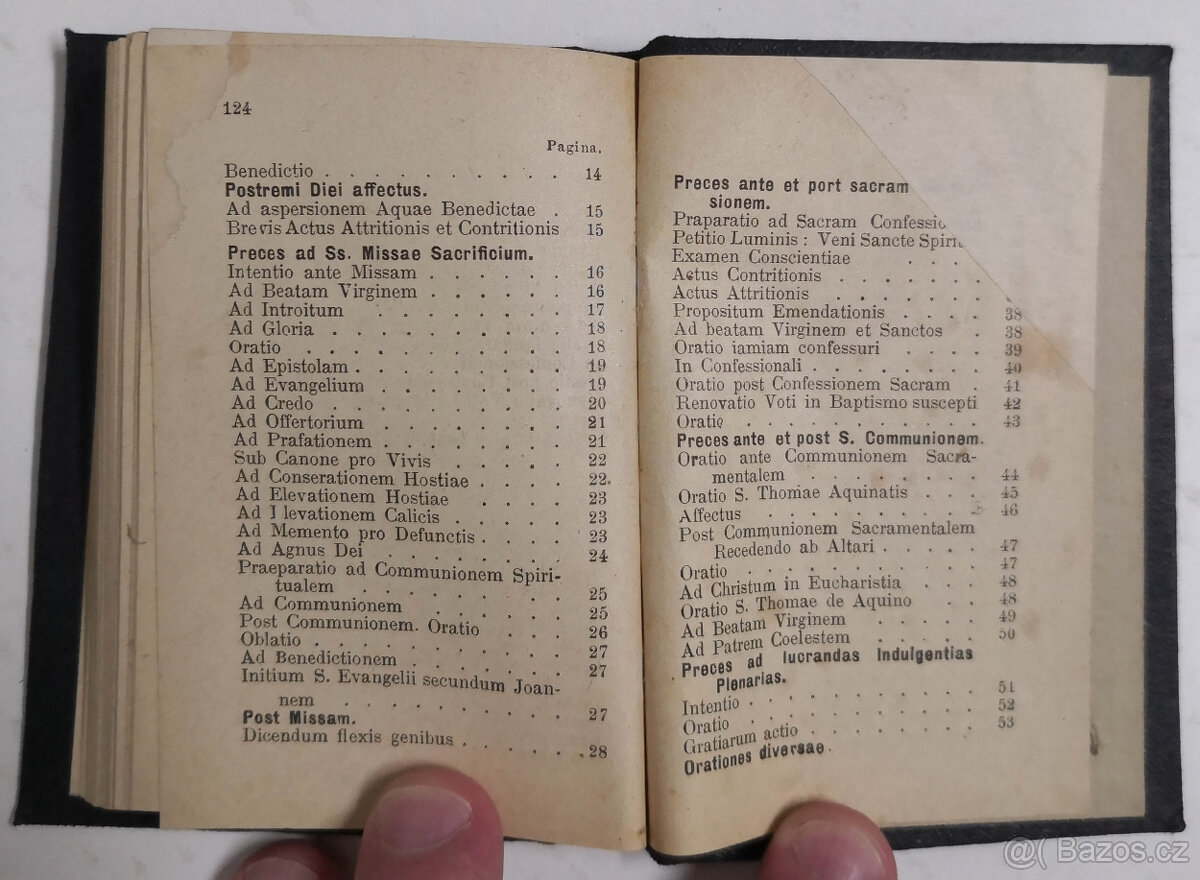 124
Pagina.
Benedictio . . . . . . . . . . 14
Postremi Diei affectus.
Ad aspersionem Aquae Benedictae . 15
Brevis Actus Attritionis et Contritionis 15
Preces ad Ss. Missae Sacrificium.
Intentio ante Missam . . . . . . 16
Ad Beatam Virginem . . . . . . 16
Ad Introitum . . . . . . . . 17
Ad Gloria . . . . . . . . . 18
Oratio . . . . . . . . . . 18
Ad Epistolam . . . . . . . . 19
Ad Evangelium . . . . . . . 19
Ad Credo . . . . . . . . . 20
Ad Offertorium . . . . . . . 21
Ad Prafationem . . . . . . . 21
Sub Canone pro Vivis . . . . . 22
Ad Conserationem Hostiae . . . . 22.
Ad Elevationem Hostiae . . . . 23
Ad I levationem Calicis . . . . . 23
Ad Memento pro Defunctis . . . . 23
Ad Agnus Dei . . . . . . . 24
Praeparatio ad Communionem Spiri-
tualem . . . . . . . . 25
Ad Communionem . . . . . . 25
Post Communionem. Oratio . . . 26
Oblatio . . . . . . . . . . 27
Ad Benedictionem . . . . . . 27
Initium S. Evangelii secundum Joan-
nem . . . . . . . . . 27
Post Missam.
Dicendum flexis genibus . . . . . . 28
Preces ante et port sacram
sionem.
Praparatio ad Sacram Confessio
Petitio Luminis : Veni Sancte Spiri
Examen Conscientiae . . .
Actus Contritionis . . . . . .
Actus Attritionis . . . . . . .
Propositum Emendationis . . . . 38
Ad beatam Virginem et Sanctos . 38
Oratio iamiam confessuri . . . . 39
In Confessionali . . . . . . . . 40
Oratio post Confessionem Sacram . 41
Renovatio Voti in Baptismo suscepti 42
Oratio . . . . . . . . . . 43
Preces ante et post S. Communionem.
Oratio ante Communionem Sacra-
mentalem . . . . . . . 44
Oratio S. Thomae Aquinatis . . . 45
Affectus . . . . . . . . . 46
Post Communionem Sacramentalem
Recedendo ab Altari . . . . . 47
Oratio . . . . . . . . . . 47
Ad Christum in Eucharistia . . . 48
Oratio S. Thomae de Aquino . . 48
Ad Beatam Virginem . . . . . 49
Ad Patrem Coelestem . . . . . 50
Preces ad lucrandas Indulgentias
Plenarias.
Intentio . . . . . . . . . . 51
Oratio . . . . . . . . . . 52
Gratiarum actio . . . . . . . . 53
Orationes diversae.
@( Bazos.cz